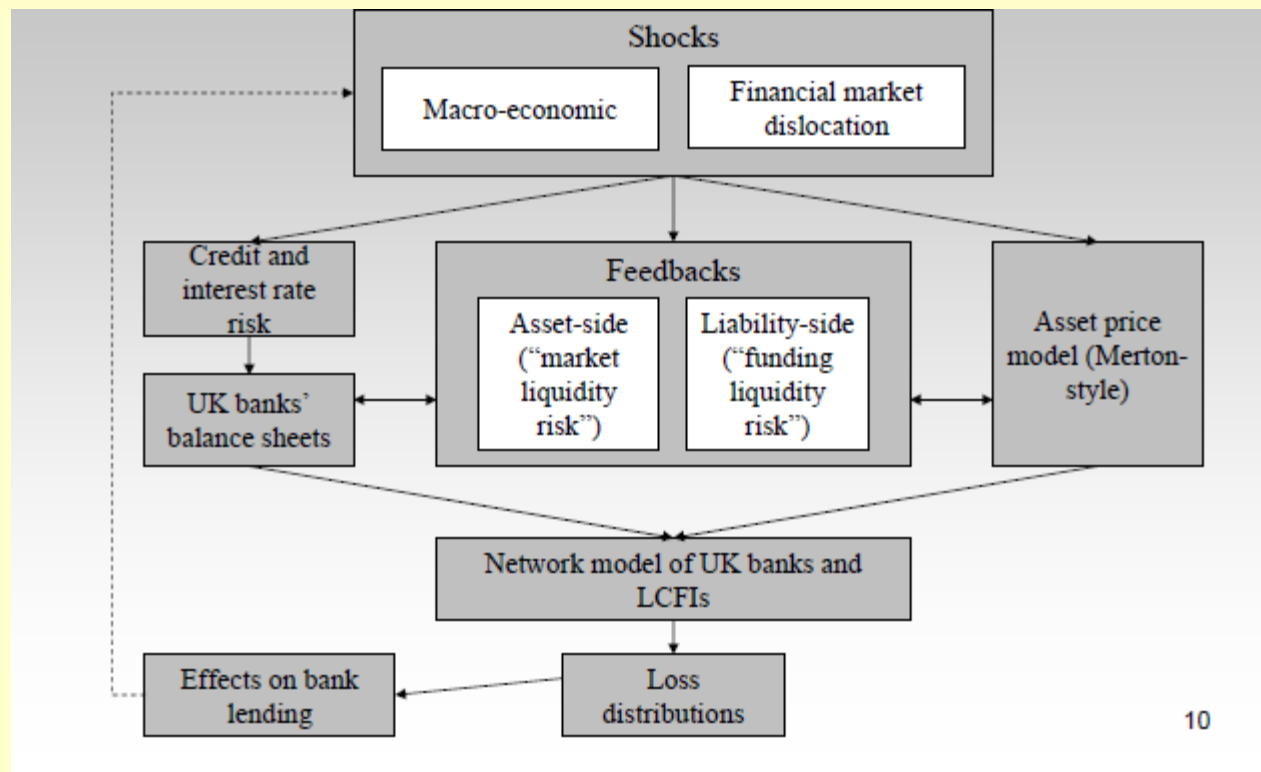 Shocks
Macro-economic
Financial market
dislocation
Credit and
interest rate
risk
Feedbacks
Asset-side
(“market
liquidity
risk”)
Liability-side
(“funding
liquidity
risk”)
Asset price
model (Merton-
style)
UK banks’
balance sheets
Network model of UK banks and
LCFIs
Effects on bank
lending
Loss
distributions
10